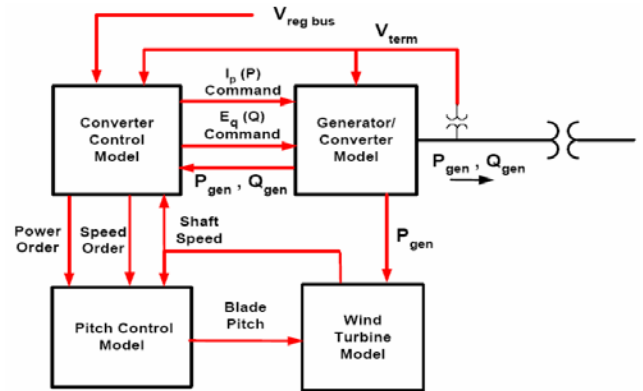 V reg bus
V term
I p (P)
Command
E q (Q)
Command
Converter
Control
Model
Generator/
Converter
Model
P gen , Q gen
P gen , Q gen
Power
Order
Speed
Order
Shaft
Speed
P gen
Pitch Control
Model
Blade
Pitch
Wind
Turbine
Model